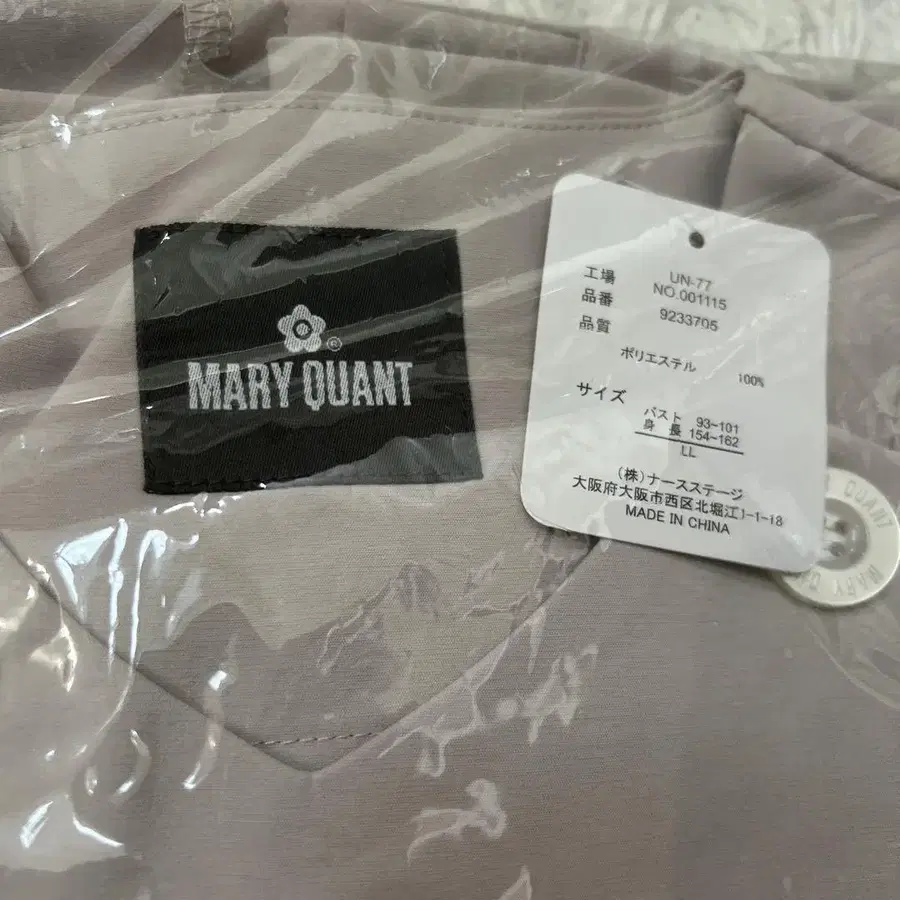 ©
MARY QUANT
工場 UN-77
NO.001115
品番 9233705
品質
ポリエステル 100%
サイズ
バスト 93~101
身長 154~162
LL
(株)ナースステージ
大阪府大阪市西区北堀江1-1-18
MADE IN CHINA
QUANT
MARY